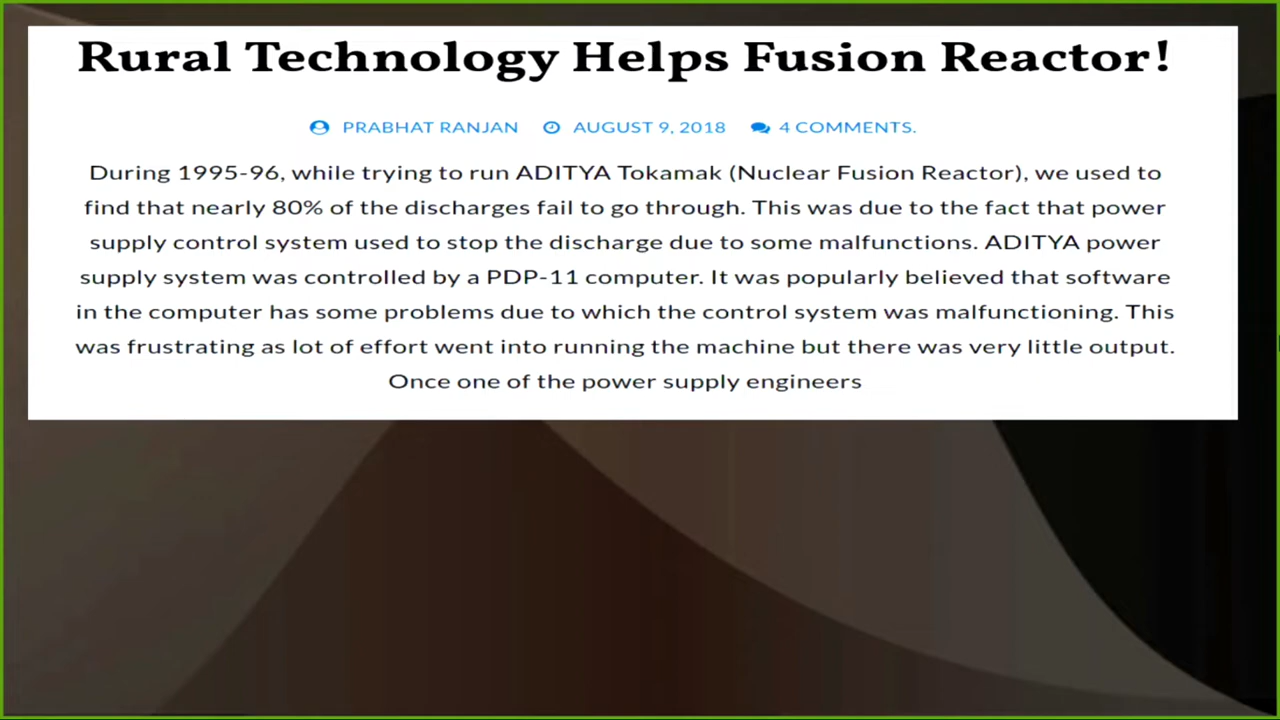 Rural Technology Helps Fusion Reactor!
PRABHAT RANJAN AUGUST 9, 2018 4 COMMENTS.
During 1995-96, while trying to run ADITYA Tokamak (Nuclear Fusion Reactor), we used to
find that nearly 80% of the discharges fail to go through. This was due to the fact that power
supply control system used to stop the discharge due to some malfunctions. ADITYA power
supply system was controlled by a PDP-11 computer. It was popularly believed that software
in the computer has some problems due to which the control system was malfunctioning. This
was frustrating as lot of effort went into running the machine but there was very little output.
Once one of the power supply engineers